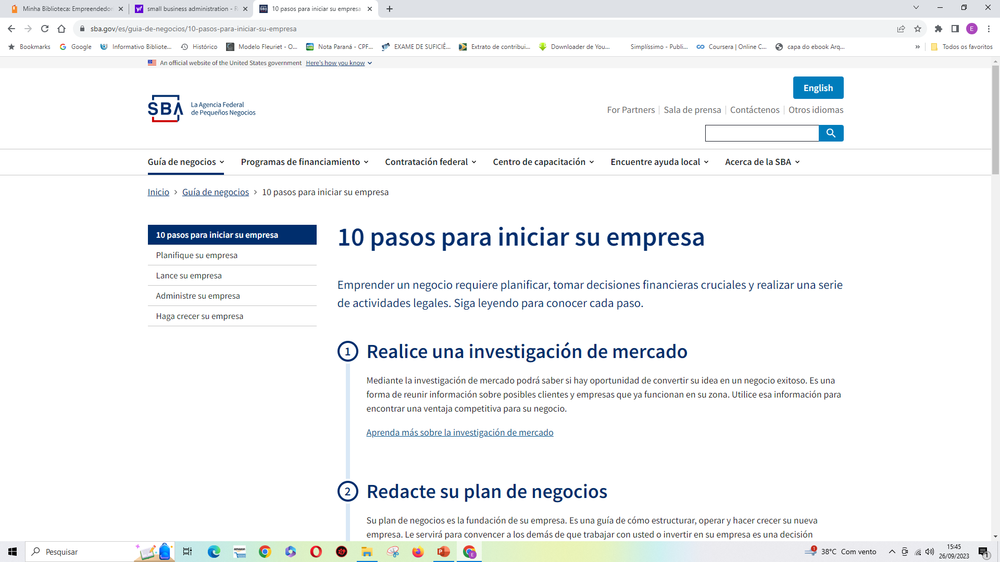 Minha Biblioteca: Empreendedor
small business administration - R
10 pasos para iniciar su empresa
sba.gov/es/guia-de-negocios/10-pasos-para-iniciar-su-empresa
E
Bookmarks
Google
Informativo Bibliote...
Histórico
Modelo Fleuriet - O...
Nota Paraná - CPF...
EXAME DE SUFICIÊ...
Extrato de contribui...
Downloader de You...
Simplíssimo - Publi...
Coursera | Online C...
capa do ebook Arq...
»
Todos os favoritos
An official website of the United States government Here's how you know
English
SBA
La Agencia Federal
de Pequeños Negocios
For Partners | Sala de prensa | Contáctenos | Otros idiomas
Guía de negocios
Programas de financiamiento
Contratación federal
Centro de capacitación
Encuentre ayuda local
Acerca de la SBA
Inicio > Guía de negocios > 10 pasos para iniciar su empresa
10 pasos para iniciar su empresa
Planifique su empresa
Lance su empresa
Administre su empresa
Haga crecer su empresa
10 pasos para iniciar su empresa
Emprender un negocio requiere planificar, tomar decisiones financieras cruciales y realizar una serie
de actividades legales. Siga leyendo para conocer cada paso.
1 Realice una investigación de mercado
Mediante la investigación de mercado podrá saber si hay oportunidad de convertir su idea en un negocio exitoso. Es una
forma de reunir información sobre posibles clientes y empresas que ya funcionan en su zona. Utilice esa información para
encontrar una ventaja competitiva para su negocio.
Aprenda más sobre la investigación de mercado
2 Redacte su plan de negocios
Su plan de negocios es la fundación de su empresa. Es una guía de cómo estructurar, operar y hacer crecer su nueva
empresa. Le servirá para convencer a los demás de que trabajar con usted o invertir en su empresa es una decisión
Pesquisar
amazon
E
1
38°C Com vento
15:45
26/09/2023
1